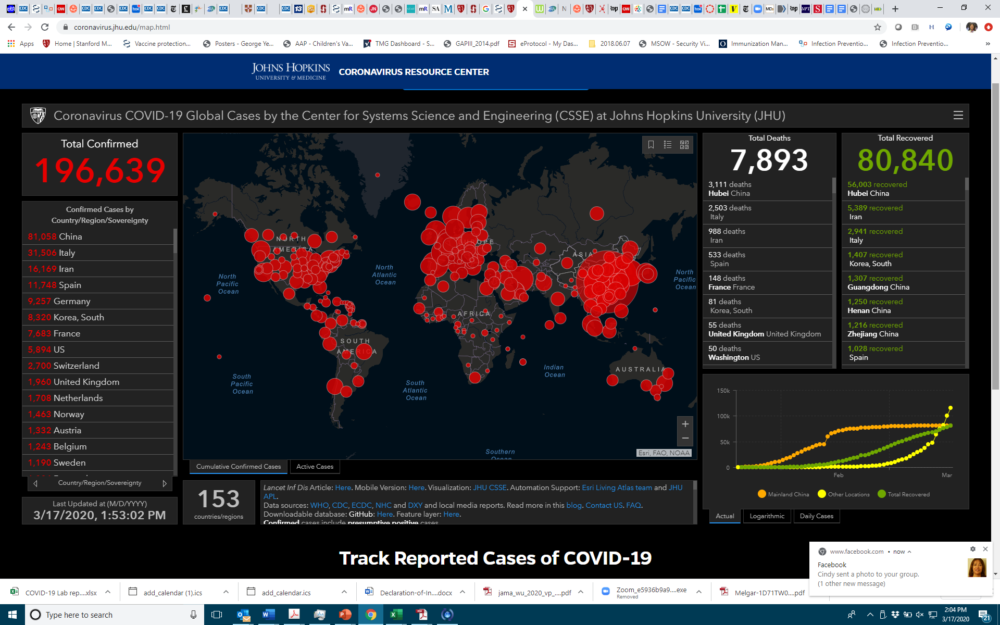 coronavirus.jhu.edu/map.html
Apps
Home | Stanford M...
Vaccine protection...
Posters - George Ye...
AAP - Children's Va...
TMG Dashboard - S...
GAPIII_2014.pdf
eProtocol - My Das...
2018.06.07
MSOW - Security Vi...
Immunization Man...
Infection Preventio...
Infection Preventio...
JOHNS HOPKINS
UNIVERSITY & MEDICINE
CORONAVIRUS RESOURCE CENTER
Coronavirus COVID-19 Global Cases by the Center for Systems Science and Engineering (CSSE) at Johns Hopkins University (JHU)
Total Confirmed
196,639
Confirmed Cases by
Country/Region/Sovereignty
81,058 China
31,506 Italy
16,169 Iran
11,748 Spain
9,257 Germany
8,320 Korea, South
7,683 France
5,894 US
2,700 Switzerland
1,960 United Kingdom
1,708 Netherlands
1,463 Norway
1,332 Austria
1,243 Belgium
1,190 Sweden
Country/Region/Sovereignty
Last Updated at (M/D/YYYY)
3/17/2020, 1:53:02 PM
NORTH
AMERICA
North
Pacific
Ocean
North
Atlantic
Ocean
ASIA
North
Pacific
Ocean
AFRICA
SOUTH
AMERICA
South
Pacific
Ocean
South
Atlantic
Ocean
Indian
Ocean
AUSTRALIA
Southern
Ocean
+
−
Esri, FAO, NOAA
Cumulative Confirmed Cases
Active Cases
153
countries/regions
Lancet Inf Dis Article: Here. Mobile Version: Here. Visualization: JHU CSSE. Automation Support: Esri Living Atlas team and JHU
APL.
Data sources: WHO, CDC, ECDC, NHC and DXY and local media reports. Read more in this blog. Contact US. FAQ.
Downloadable database: GitHub: Here. Feature layer: Here.
Confirmed cases include presumptive positive cases
Total Deaths
7,893
3,111 deaths
Hubei China
2,503 deaths
Italy
988 deaths
Iran
533 deaths
Spain
148 deaths
France France
81 deaths
Korea, South
55 deaths
United Kingdom United Kingdom
50 deaths
Washington US
Total Recovered
80,840
56,003 recovered
Hubei China
5,389 recovered
Iran
2,941 recovered
Italy
1,407 recovered
Korea, South
1,307 recovered
Guangdong China
1,250 recovered
Henan China
1,216 recovered
Zhejiang China
1,028 recovered
Spain
150k
100k
50k
0
Feb
Mar
Mainland China
Other Locations
Total Recovered
Actual
Logarithmic
Daily Cases
Track Reported Cases of COVID-19
www.facebook.com • now
Facebook
Cindy sent a photo to your group.
(1 other new message)
COVID-19 Lab rep....xlsx
add_calendar (1).ics
add_calendar.ics
Declaration-of-In....docx
jama_wu_2020_vp_....pdf
Zoom_e5936b9a9....exe
Removed
Melgar-1D71TW0....pdf
Type here to search
2:04 PM
3/17/2020
21